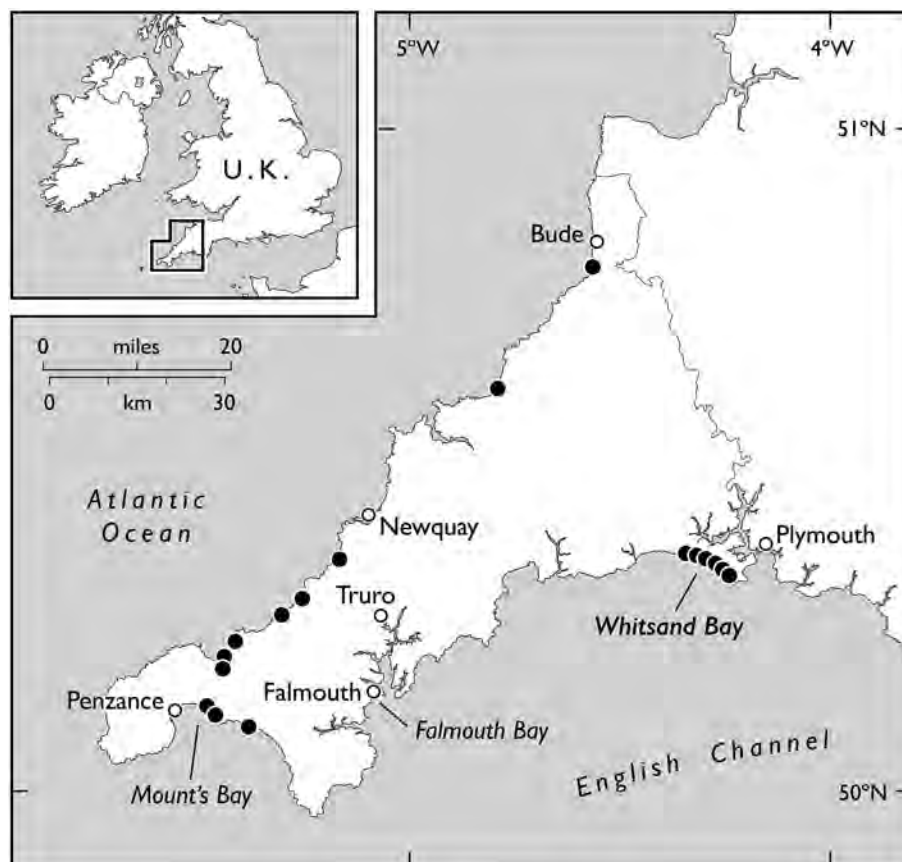 5°W
4°W
51°N
U.K.
Bude
0 miles 20
0 km 30
Atlantic
Ocean
Newquay
Plymouth
Truro
Whitsand Bay
Penzance
Falmouth
Falmouth Bay
English Channel
Mount's Bay
50°N